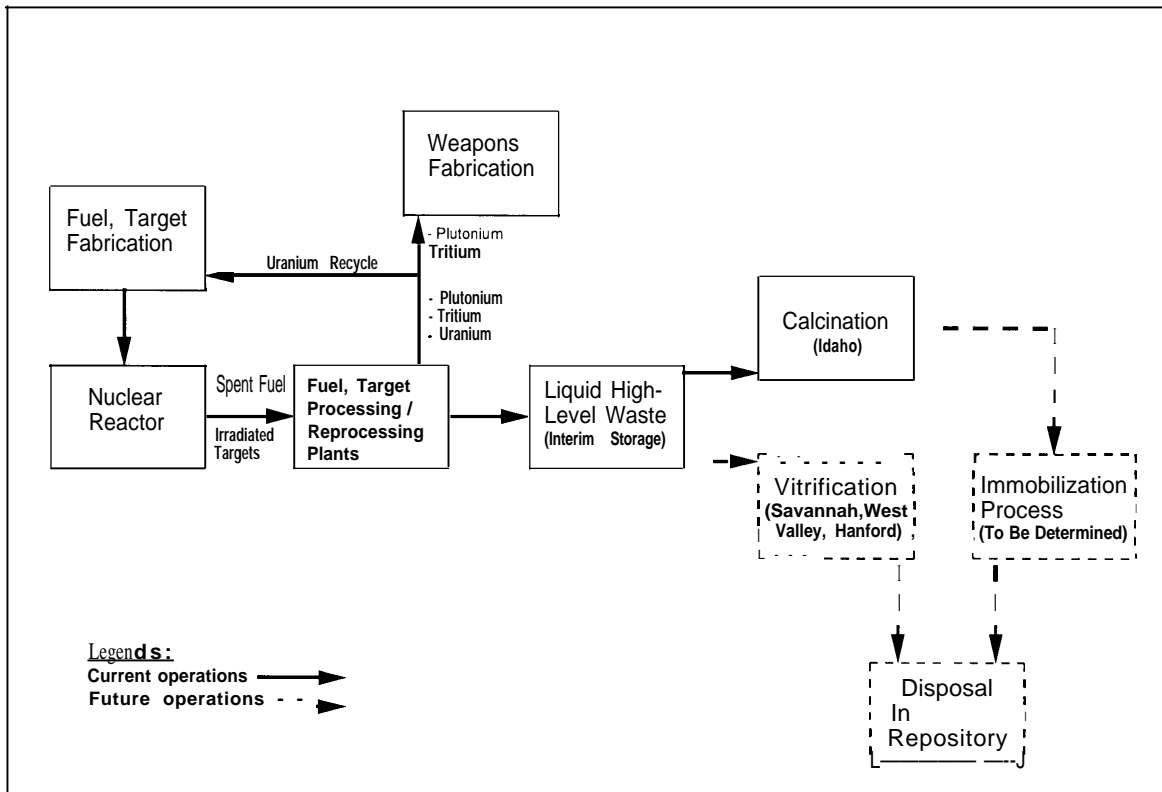 Weapons
Fabrication
Fuel, Target
Fabrication
- Plutonium
Tritium
Uranium Recycle
- Plutonium
- Tritium
- Uranium
Calcination
(Idaho)
Nuclear
Reactor
Spent Fuel
Irradiated
Targets
Fuel, Target
Processing /
Reprocessing
Plants
Liquid High-
Level Waste
(Interim Storage)
Vitrification
(Savannah,West
Valley, Hanford)
Immobilization
Process
(To Be Determined)
Legends:
Current operations
Future operations
Disposal
In
Repository